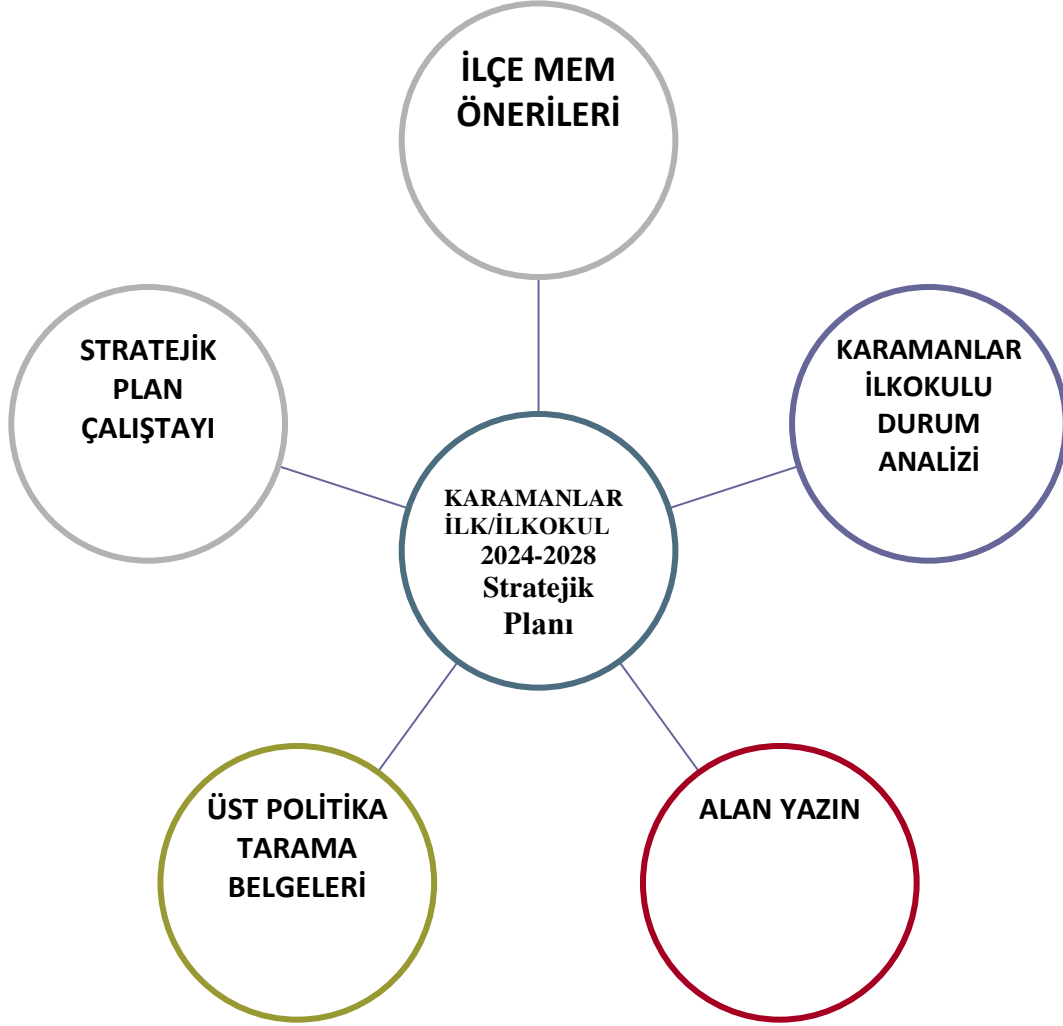 İLÇE MEM
ÖNERİLERİ
STRATEJİK
PLAN
ÇALIŞTAYI
KARAMANLAR
İLKOKULU
DURUM
ANALİZİ
KARAMANLAR
İLK/İLKOKUL
2024-2028
Stratejik
Planı
ÜST POLİTİKA
TARAMA
BELGELERİ
ALAN YAZIN